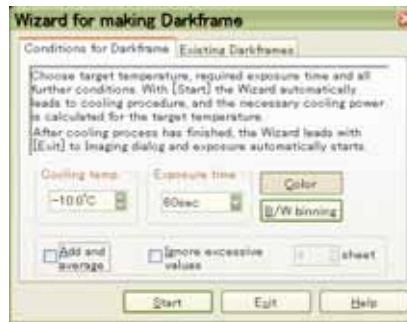 Wizard for making Darkframe
Conditions for Darkframe Existing Darkframes
Choose target temperature, required exposure time and all
further conditions. With [Start] the Wizard automatically
leads to cooling procedure, and the necessary cooling power
is calculated for the target temperature.
After cooling process has finished, the Wizard leads with
[Exit] to Imaging dialog and exposure automatically starts.
Cooling temp. Exposure time
-10.0°C 60sec
Color
B/W binning
Add and average
Ignore excessive values
sheet
Start Exit Help